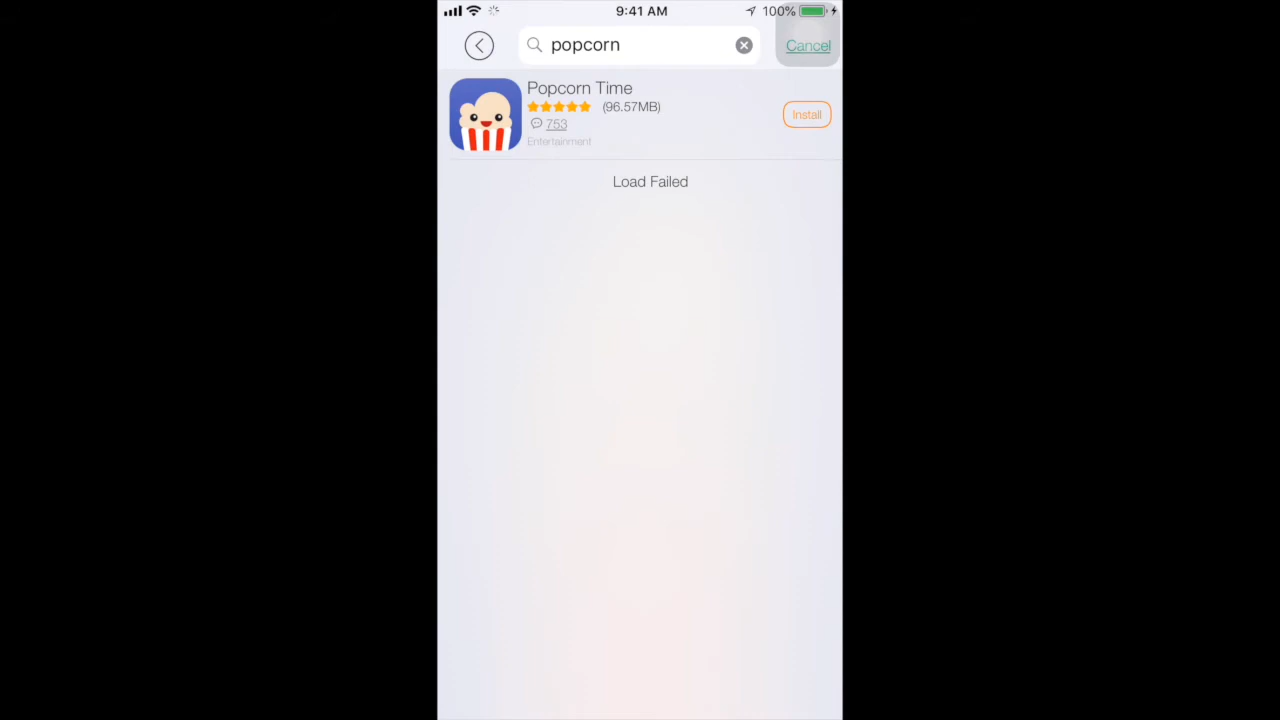 9:41 AM
100%
popcorn
Cancel
Popcorn Time
(96.57MB)
753
Install
Entertainment
Load Failed